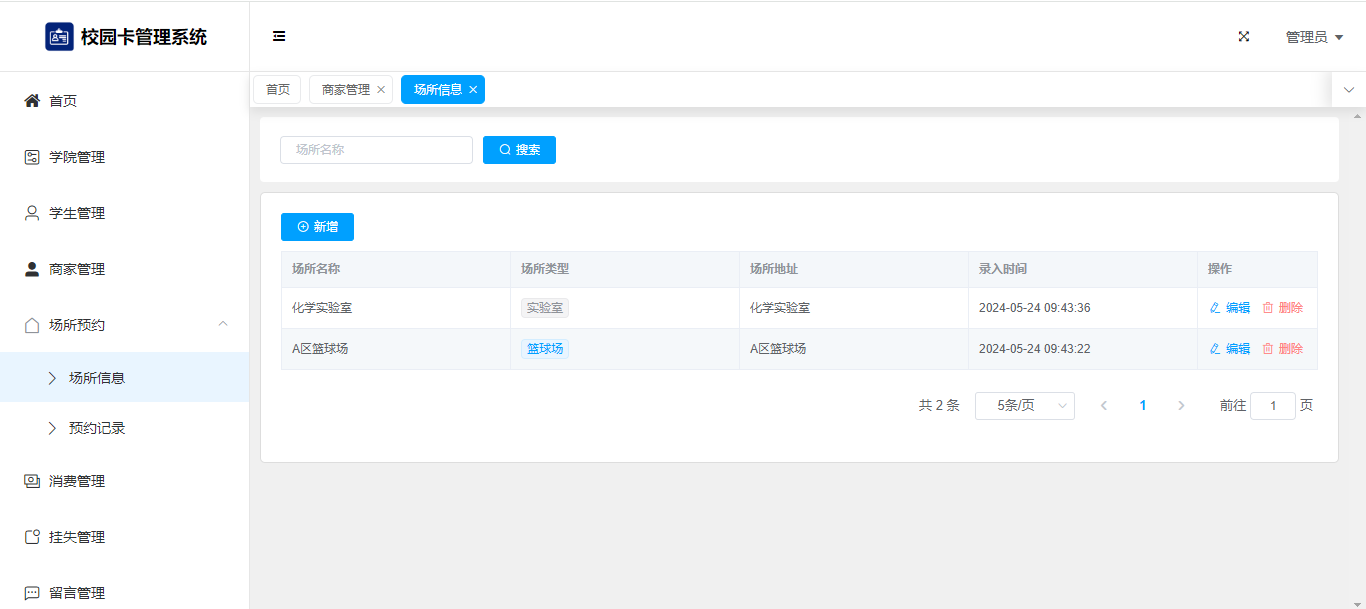 校园卡管理系统
管理员
首页
商家管理
场所信息
首页
学院管理
学生管理
商家管理
场所预约
场所信息
预约记录
消费管理
挂失管理
留言管理
场所名称
搜索
新增
场所名称 场所类型 场所地址 录入时间 操作
化学实验室 实验室 化学实验室 2024-05-24 09:43:36 编辑 删除
A区篮球场 篮球场 A区篮球场 2024-05-24 09:43:22 编辑 删除
共 2 条 5条/页 1 前往 1 页